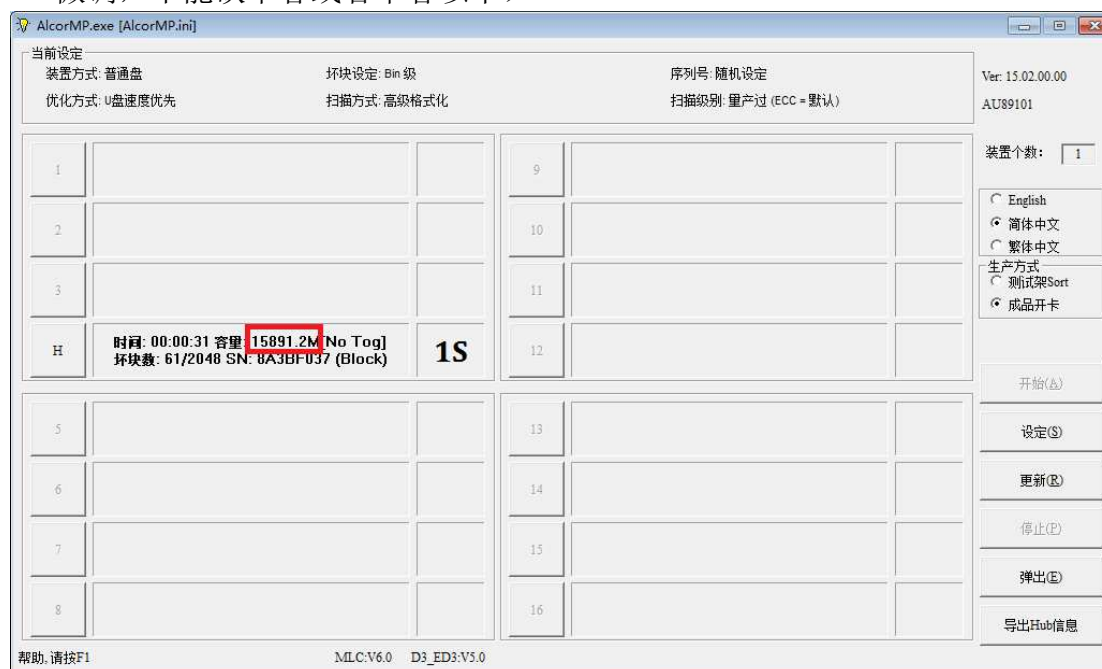 AlcorMP.exe [AlcorMP.ini]
当前设定
装置方式: 普通盘 坏块设定: Bin 级 序列号: 随机设定
优化方式: U盘速度优先 扫描方式: 高级格式化 扫描级别: 量产过 (ECC = 默认)
Ver: 15.02.00.00
AU89101
装置个数: 1
English
简体中文
繁体中文
生产方式
测试架Sort
成品开卡
1
2
3
H 时间: 00:00:31 容量: 15891.2M[No Tog]
坏块数: 61/2048 SN: 8A3BF037 (Block)
1S
5
6
7
8
9
10
11
12
13
14
15
16
开始(A)
设定(S)
更新(R)
停止(P)
弹出(E)
导出Hub信息
帮助, 请按F1 MLC:V6.0 D3_ED3:V5.0